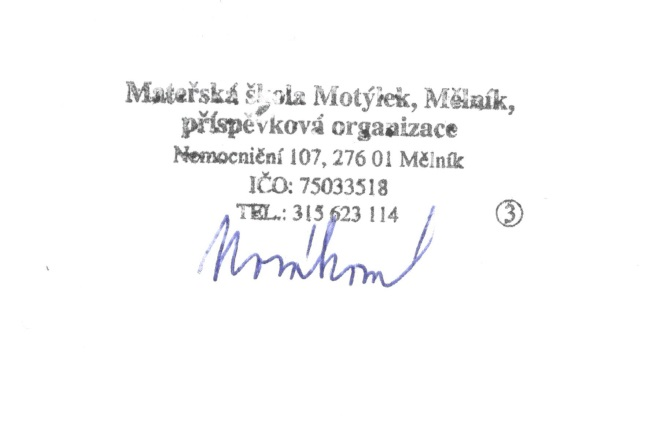 Mateřská škola Motýlek, Mělník,
příspěvková organizace
Nemocniční 107, 276 01 Mělník
IČO: 75033518
TEL.: 315 623 114
3